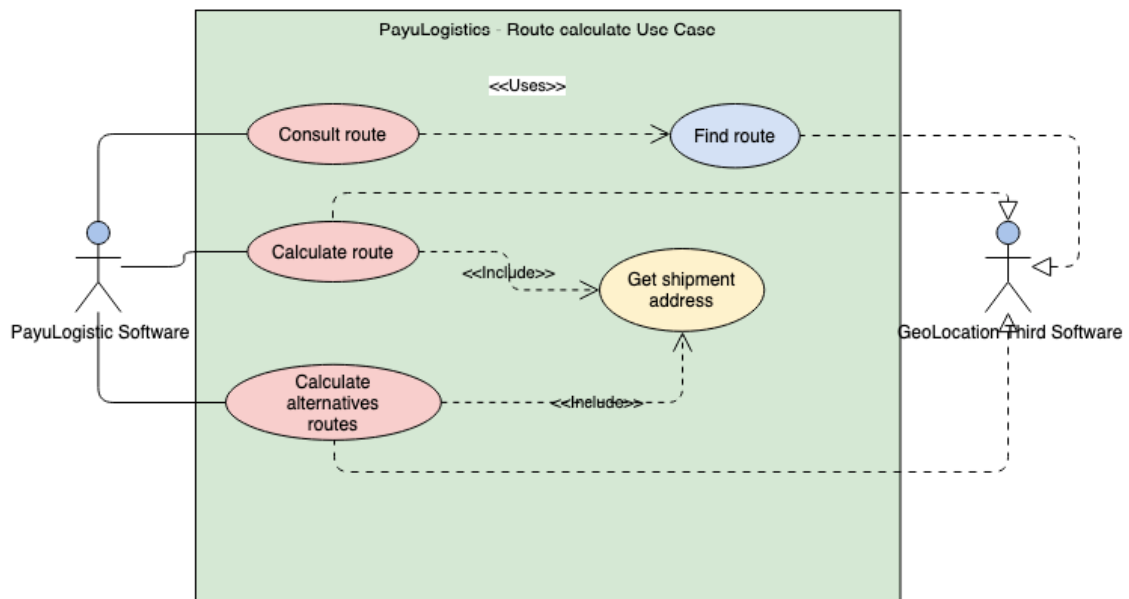 PayuLogistics - Route calculate Use Case
<<Uses>>
Consult route
Find route
Calculate route
<<Include>>
Get shipment
address
PayuLogistic Software
GeoLocation Third Software
Calculate
alternatives
routes
<<Include>>